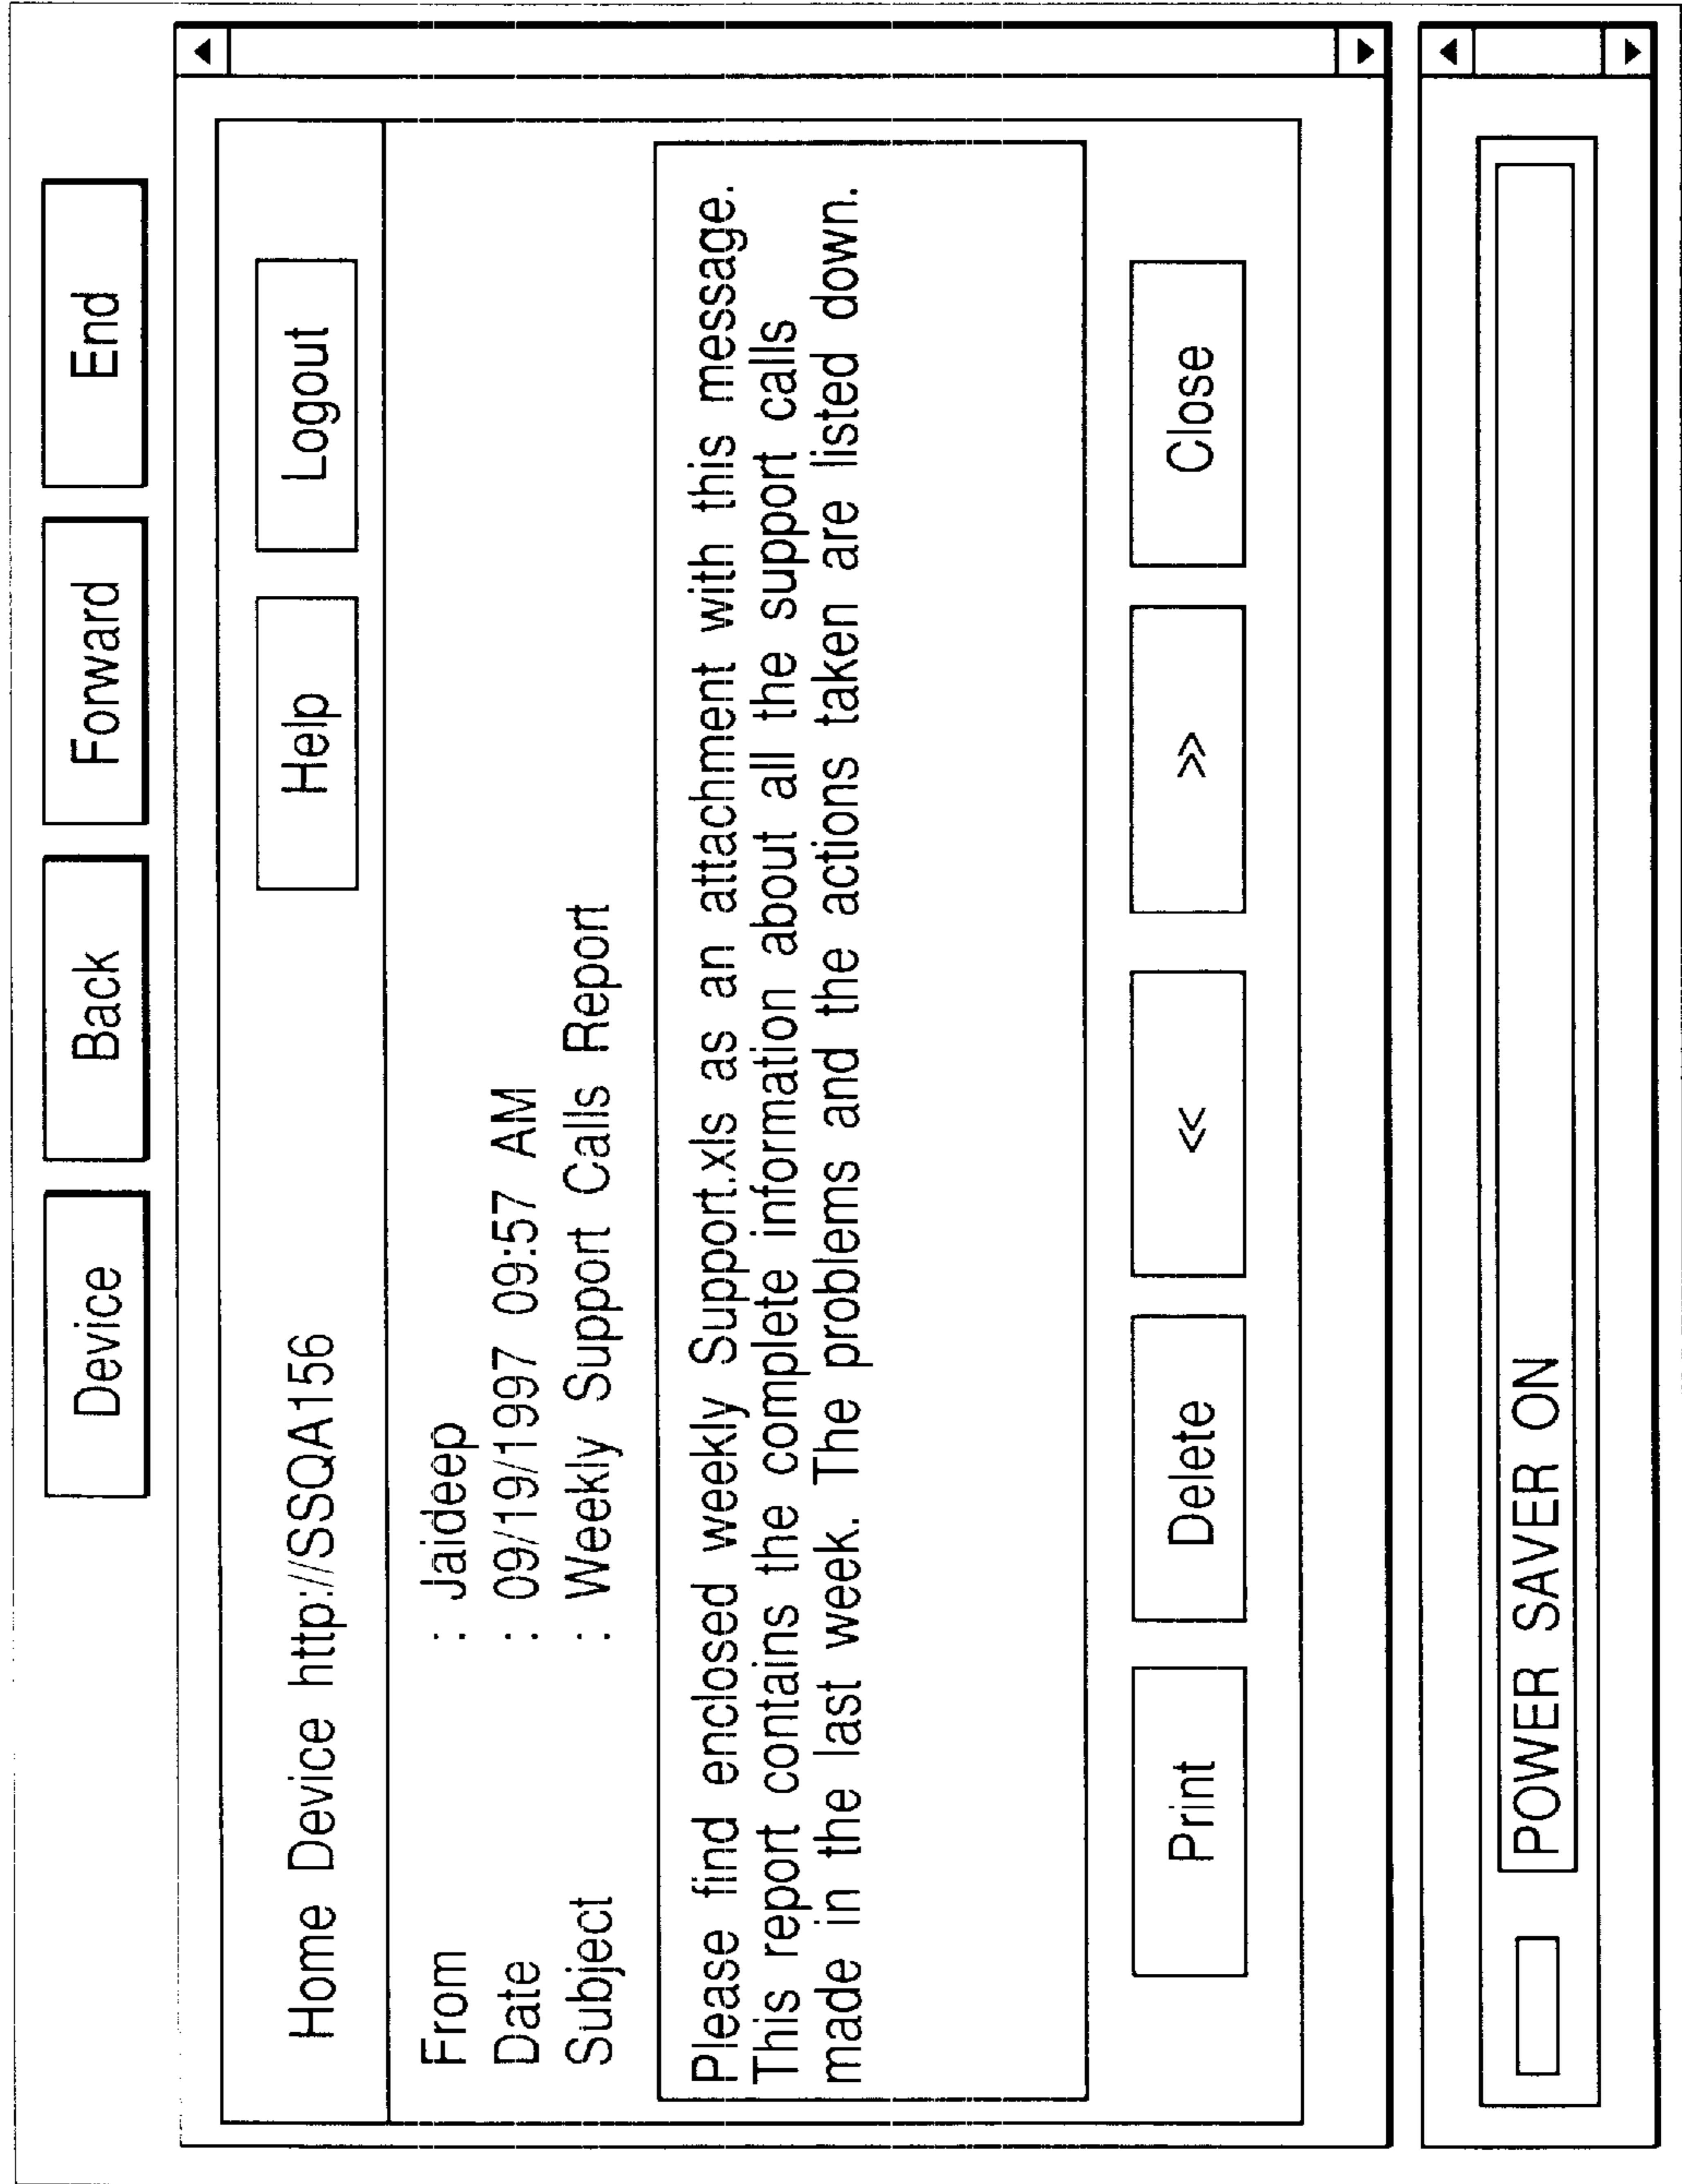 Device Back Forward End
Home Device http://SSQA156 Help Logout
From : Jaideep
Date : 09/19/1997 09:57 AM
Subject : Weekly Support Calls Report
Please find enclosed weekly Support.xls as an attachment with this message.
This report contains the complete information about all the support calls
made in the last week. The problems and the actions taken are listed down.
Print Delete << >> Close
POWER SAVER ON